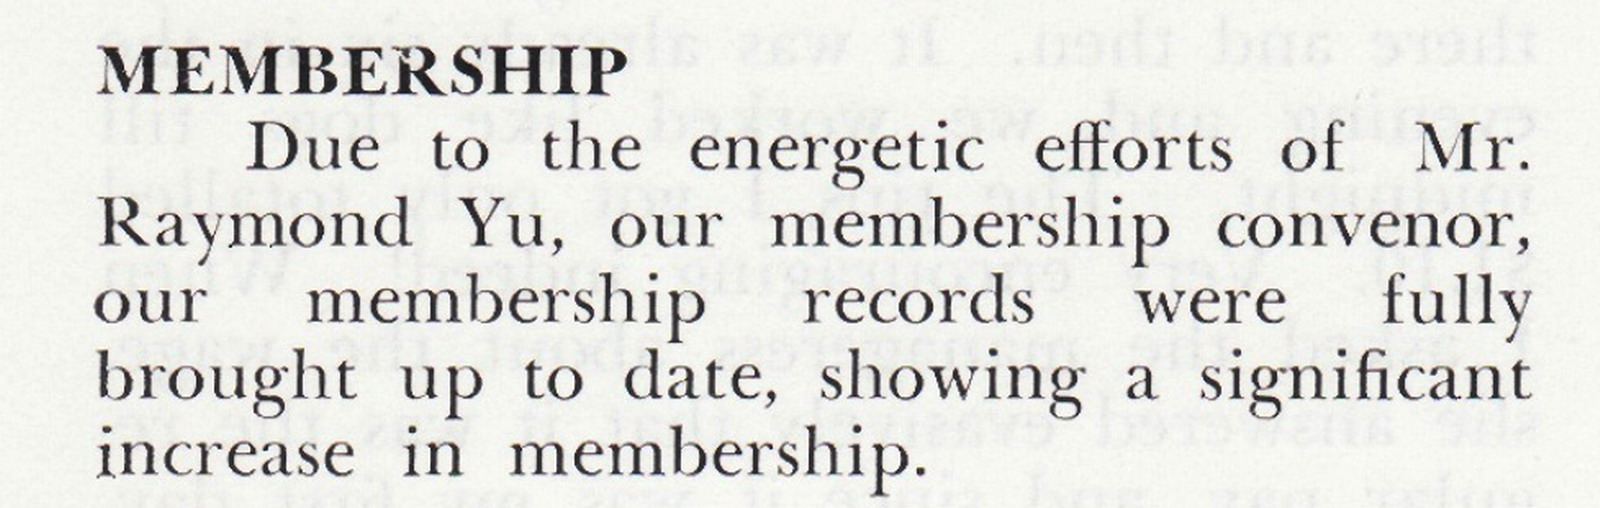 MEMBERSHIP
Due to the energetic efforts of Mr.
Raymond Yu, our membership convenor,
our membership records were fully
brought up to date, showing a significant
increase in membership.